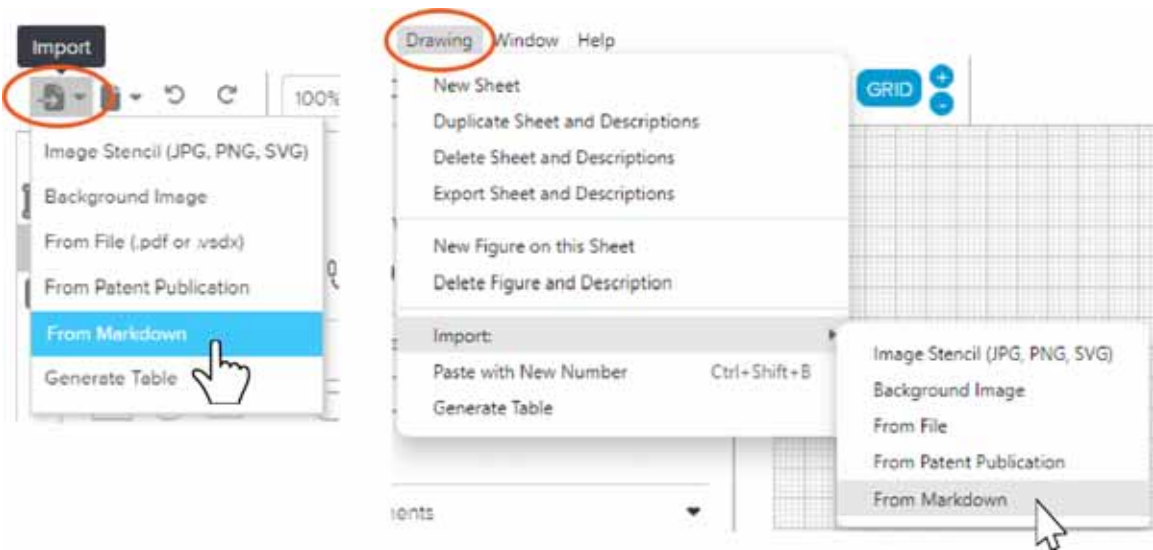 Import
100%
Image Stencil (JPG, PNG, SVG)
Background Image
From File (.pdf or .vsdx)
From Patent Publication
From Markdown
Generate Table
Drawing Window Help
New Sheet
Duplicate Sheet and Descriptions
Delete Sheet and Descriptions
Export Sheet and Descriptions
New Figure on this Sheet
Delete Figure and Description
Import:
Paste with New Number Ctrl+Shift+B
Generate Table
GRID
+
-
Image Stencil (JPG, PNG, SVG)
Background Image
From File
From Patent Publication
From Markdown